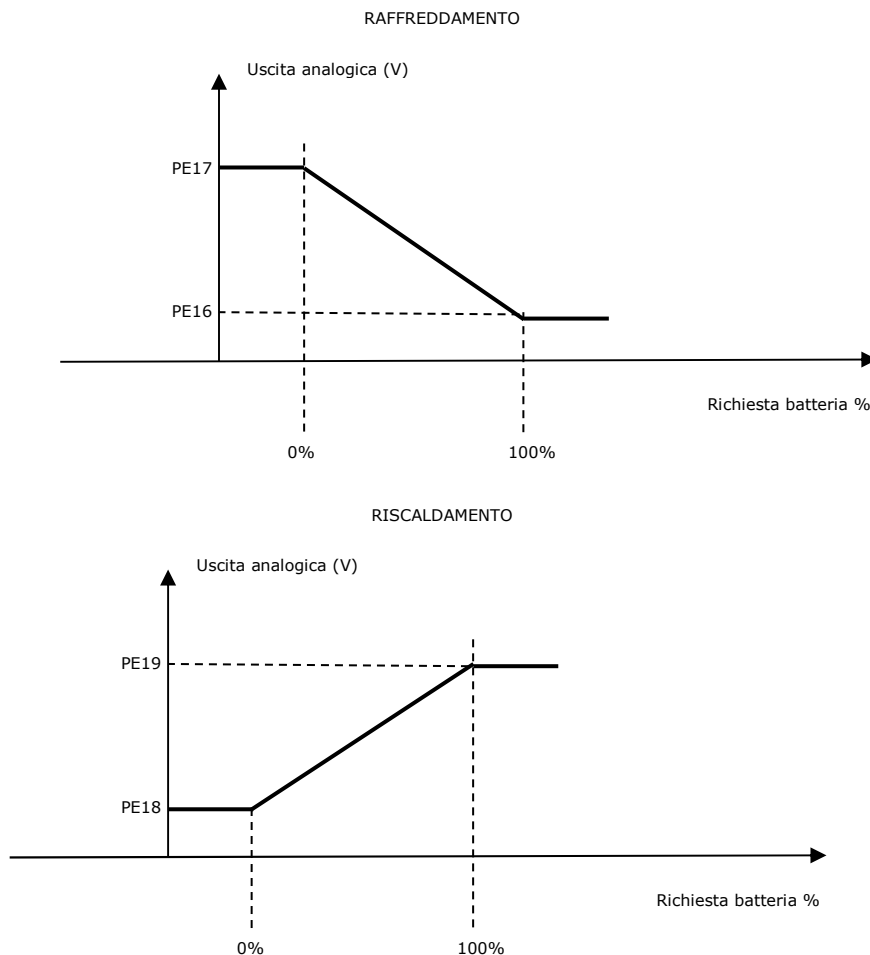 RAFFREDDAMENTO
Uscita analogica (V)
PE17
PE16
Richiesta batteria %
0%
100%
RISCALDAMENTO
Uscita analogica (V)
PE19
PE18
Richiesta batteria %
0%
100%